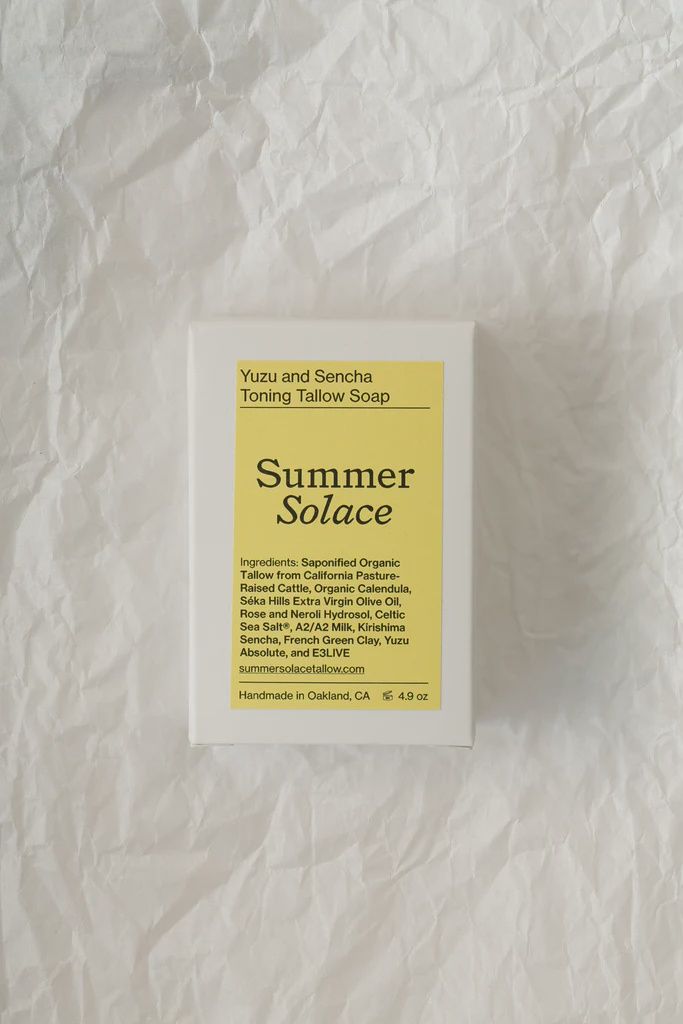 Yuzu and Sencha
Toning Tallow Soap
Summer
Solace
Ingredients: Saponified Organic
Tallow from California Pasture-
Raised Cattle, Organic Calendula,
Séka Hills Extra Virgin Olive Oil,
Rose and Neroli Hydrosol, Celtic
Sea Salt®, A2/A2 Milk, Kirishima
Sencha, French Green Clay, Yuzu
Absolute, and E3LIVE
summersolacetallow.com
Handmade in Oakland, CA 4.9 oz